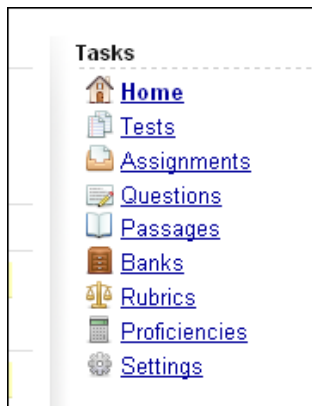 Tasks
Home
Tests
Assignments
Questions
Passages
Banks
Rubrics
Proficiencies
Settings